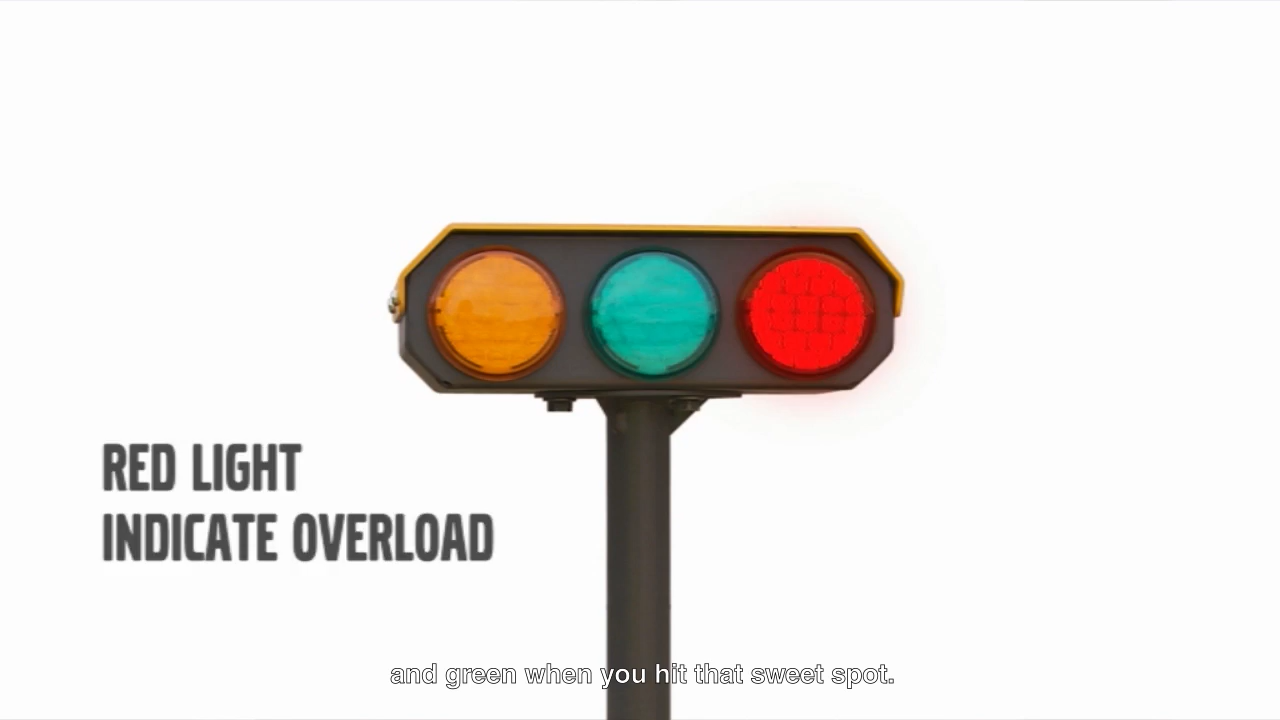 RED LIGHT
INDICATE OVERLOAD
and green when you hit that sweet spot.